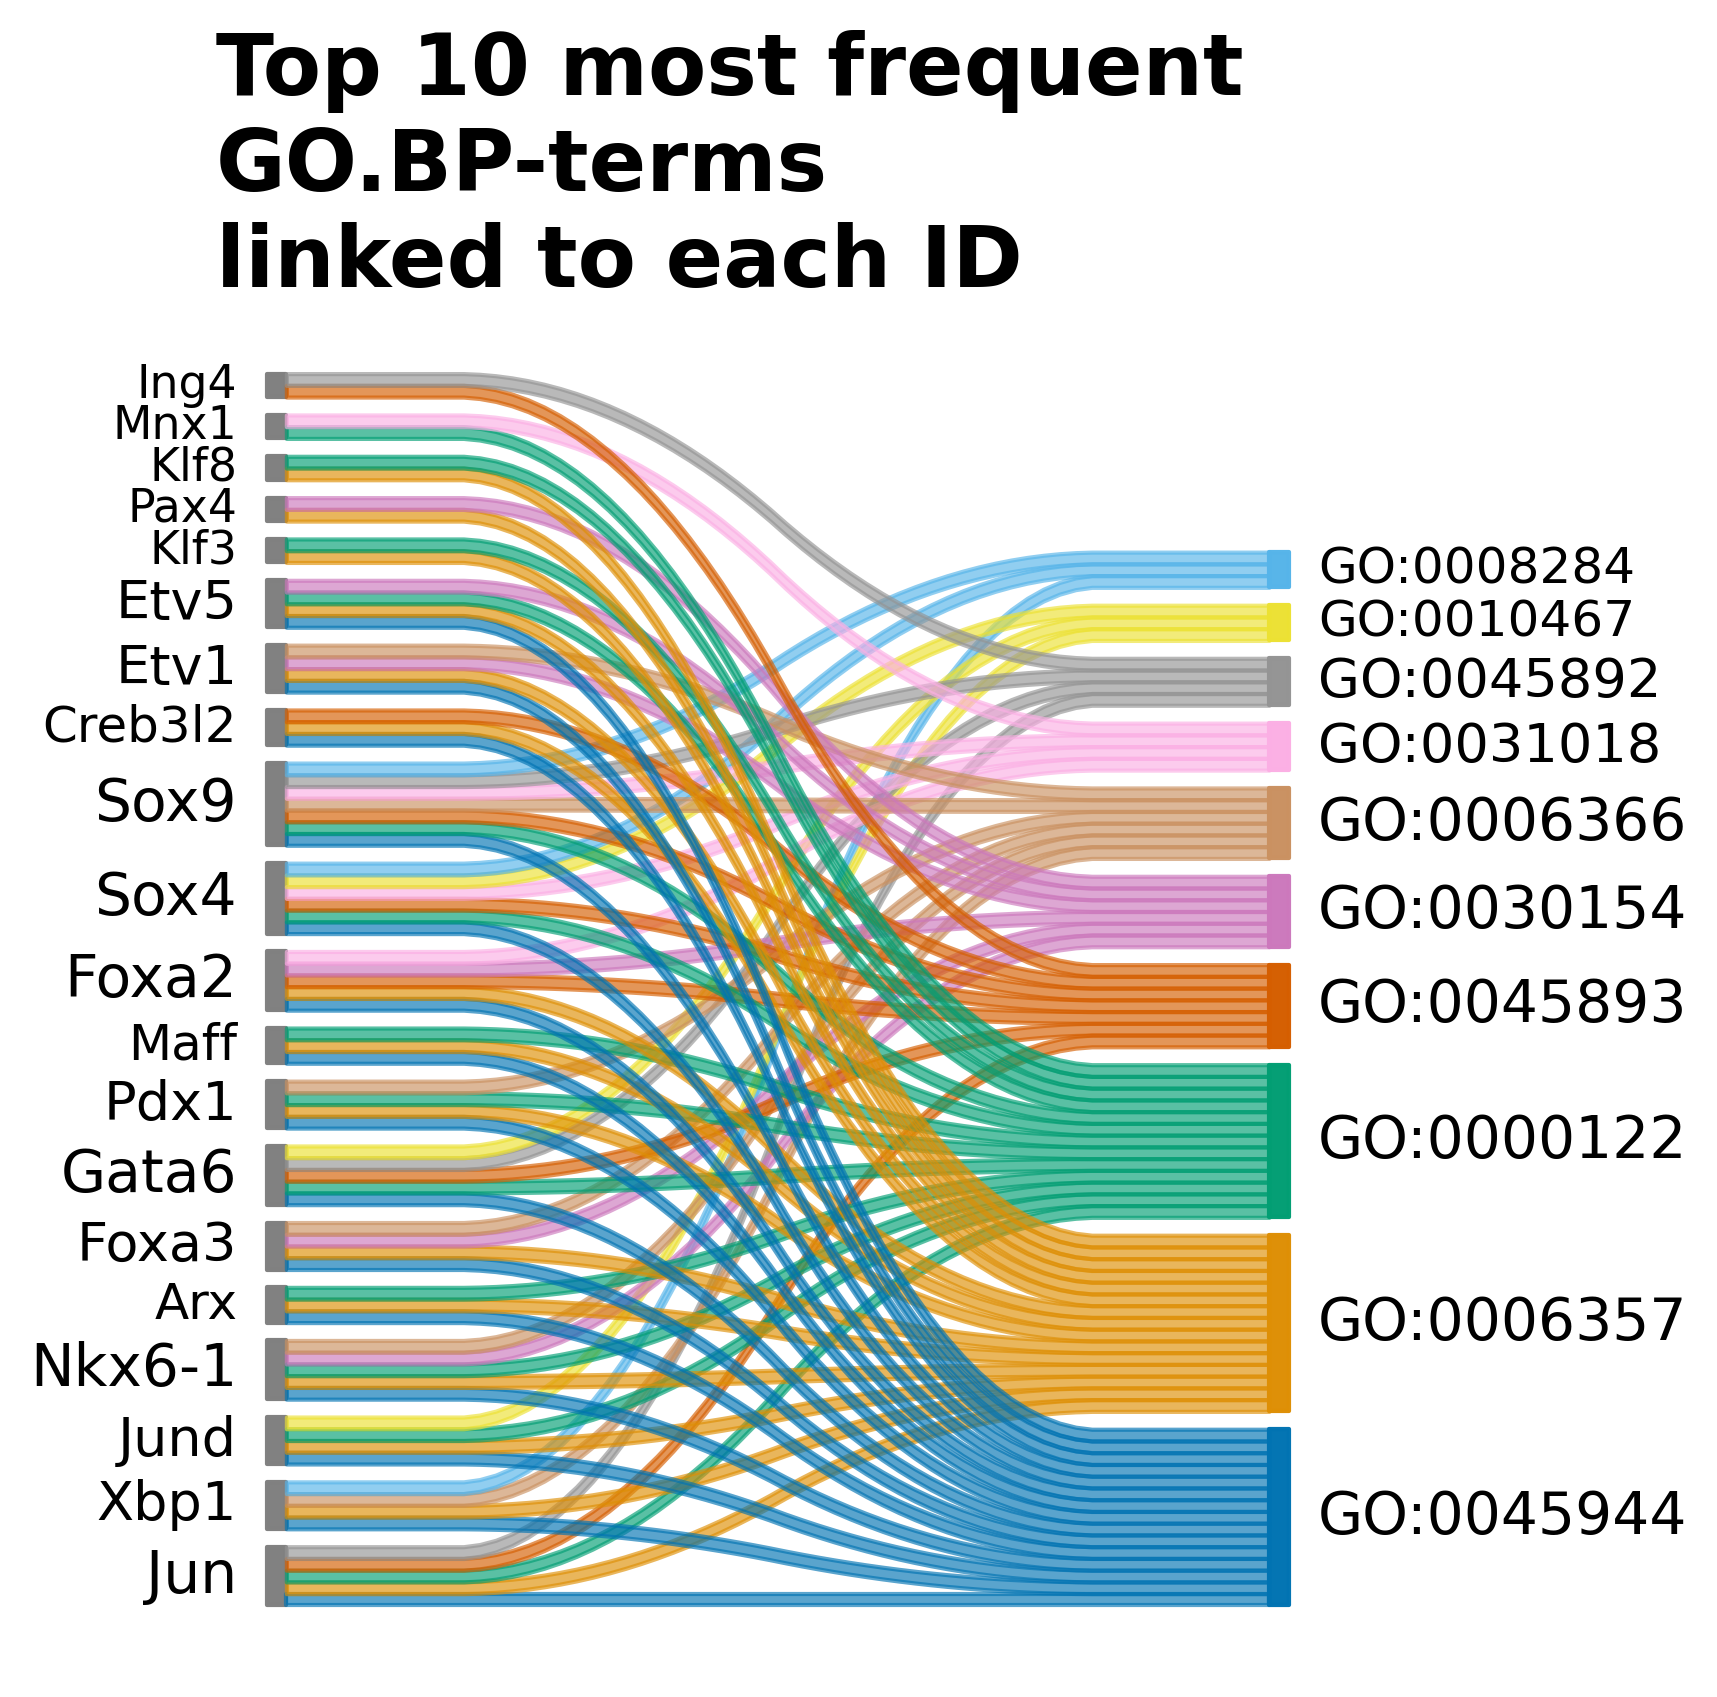 Top 10 most frequent
GO.BP-terms
linked to each ID
Ing4
Mnx1
Klf8
Pax4
Klf3
Etv5
Etv1
Creb3l2
Sox9
Sox4
Foxa2
Maff
Pdx1
Gata6
Foxa3
Arx
Nkx6-1
Jund
Xbp1
Jun
GO:0008284
GO:0010467
GO:0045892
GO:0031018
GO:0006366
GO:0030154
GO:0045893
GO:0000122
GO:0006357
GO:0045944